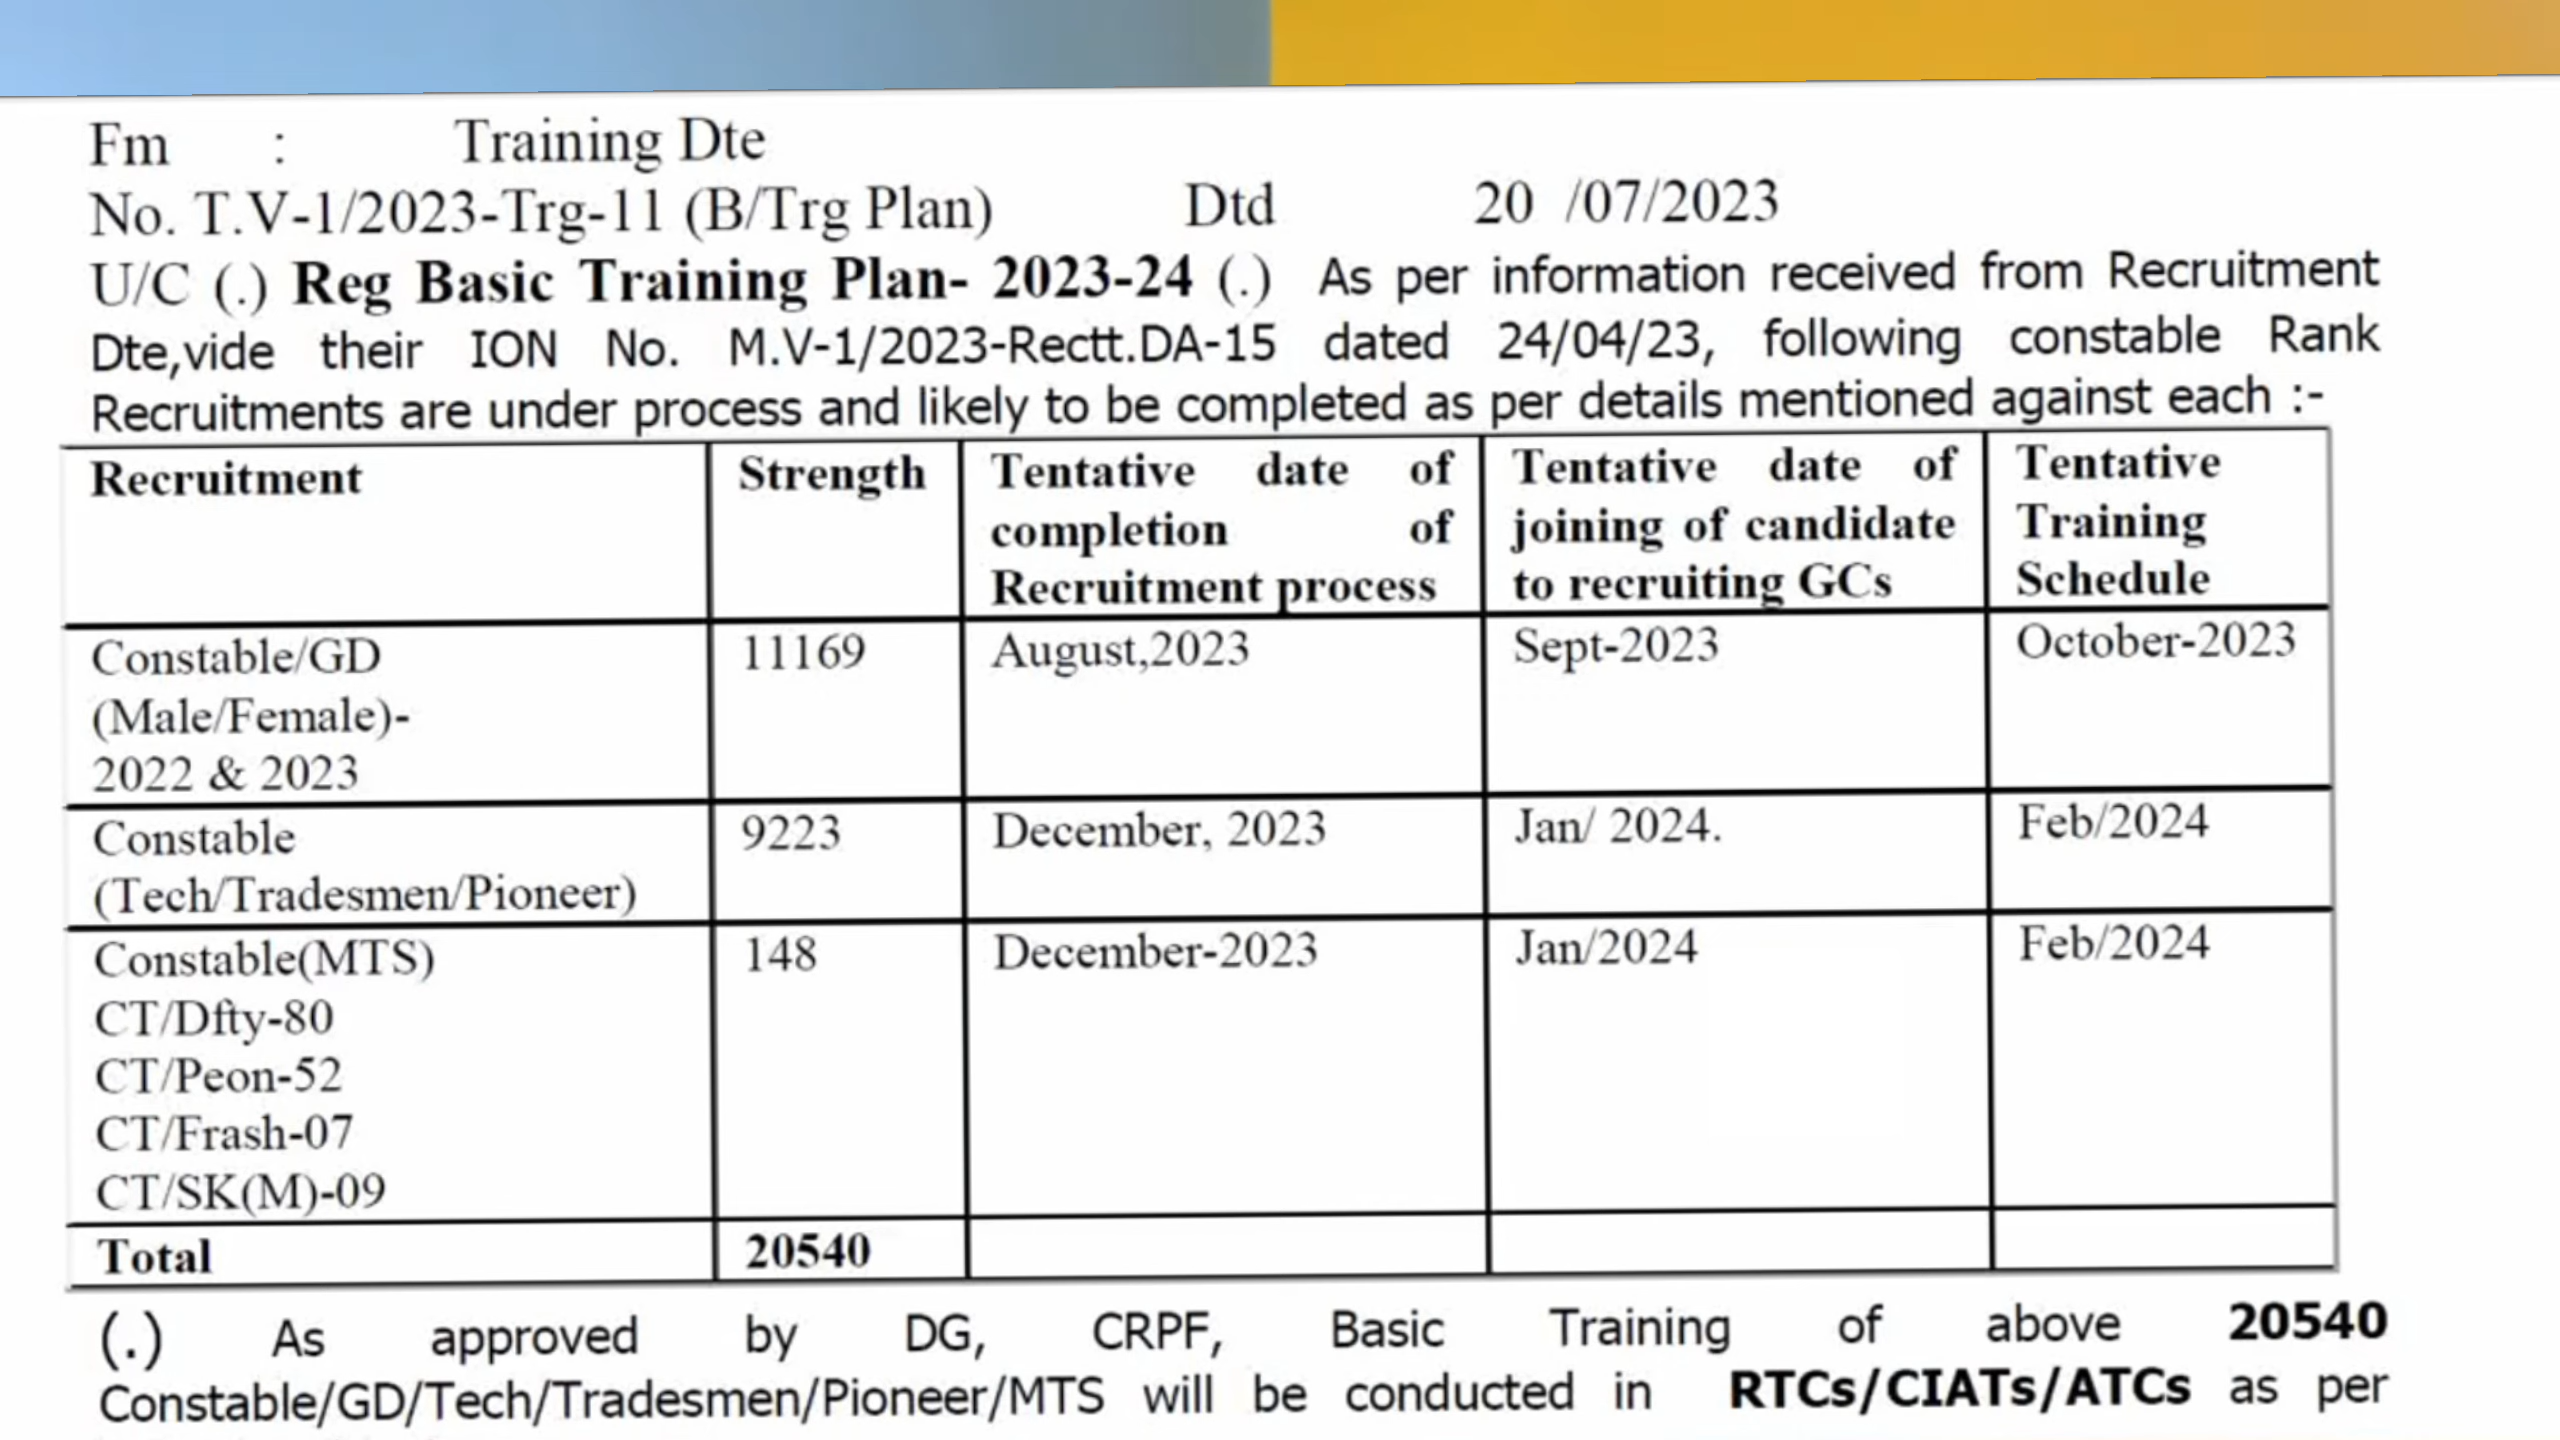 Fm : Training Dte
No. T.V-1/2023-Trg-11 (B/Trg Plan) Dtd 20 /07/2023
U/C (.) Reg Basic Training Plan- 2023-24 (.) As per information received from Recruitment
Dte,vide their ION No. M.V-1/2023-Rectt.DA-15 dated 24/04/23, following constable Rank
Recruitments are under process and likely to be completed as per details mentioned against each :-
Recruitment
Strength
Tentative date of
completion of
Recruitment process
Tentative date of
joining of candidate
to recruiting GCs
Tentative
Training
Schedule
Constable/GD
(Male/Female)-
2022 & 2023
11169
August,2023
Sept-2023
October-2023
Constable
(Tech/Tradesmen/Pioneer)
9223
December, 2023
Jan/ 2024.
Feb/2024
Constable(MTS)
CT/Dfty-80
CT/Peon-52
CT/Frash-07
CT/SK(M)-09
148
December-2023
Jan/2024
Feb/2024
Total
20540
(.) As approved by DG, CRPF, Basic Training of above 20540
Constable/GD/Tech/Tradesmen/Pioneer/MTS will be conducted in RTCs/CIATs/ATCs as per